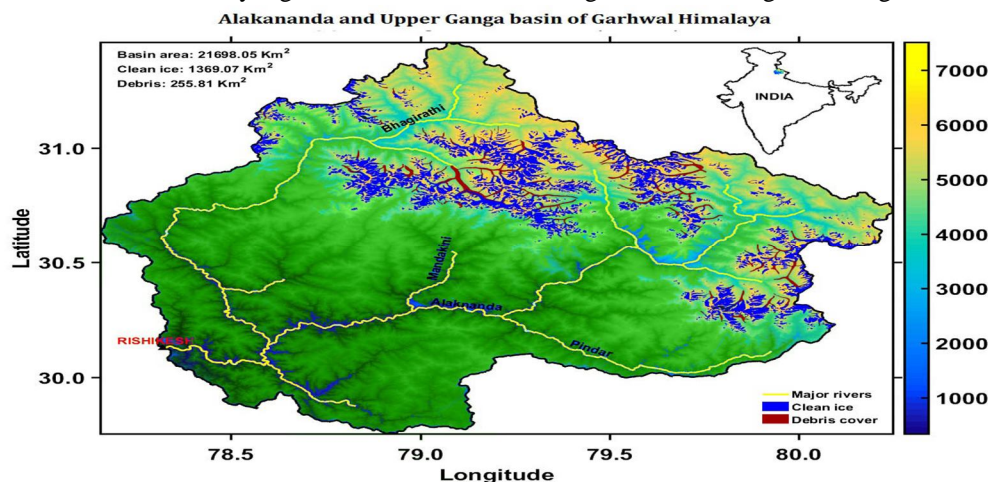 Alakananda and Upper Ganga basin of Garhwal Himalaya
Basin area: 21698.05 Km²
Clean ice: 1369.07 Km²
Debris: 255.81 Km²
INDIA
7000
6000
5000
4000
3000
2000
1000
31.0
30.5
30.0
Latitude
Bhagirathi
Mandakni
Alaknanda
Pindar
RISHIKESH
Major rivers
Clean ice
Debris cover
78.5
79.0
79.5
80.0
Longitude